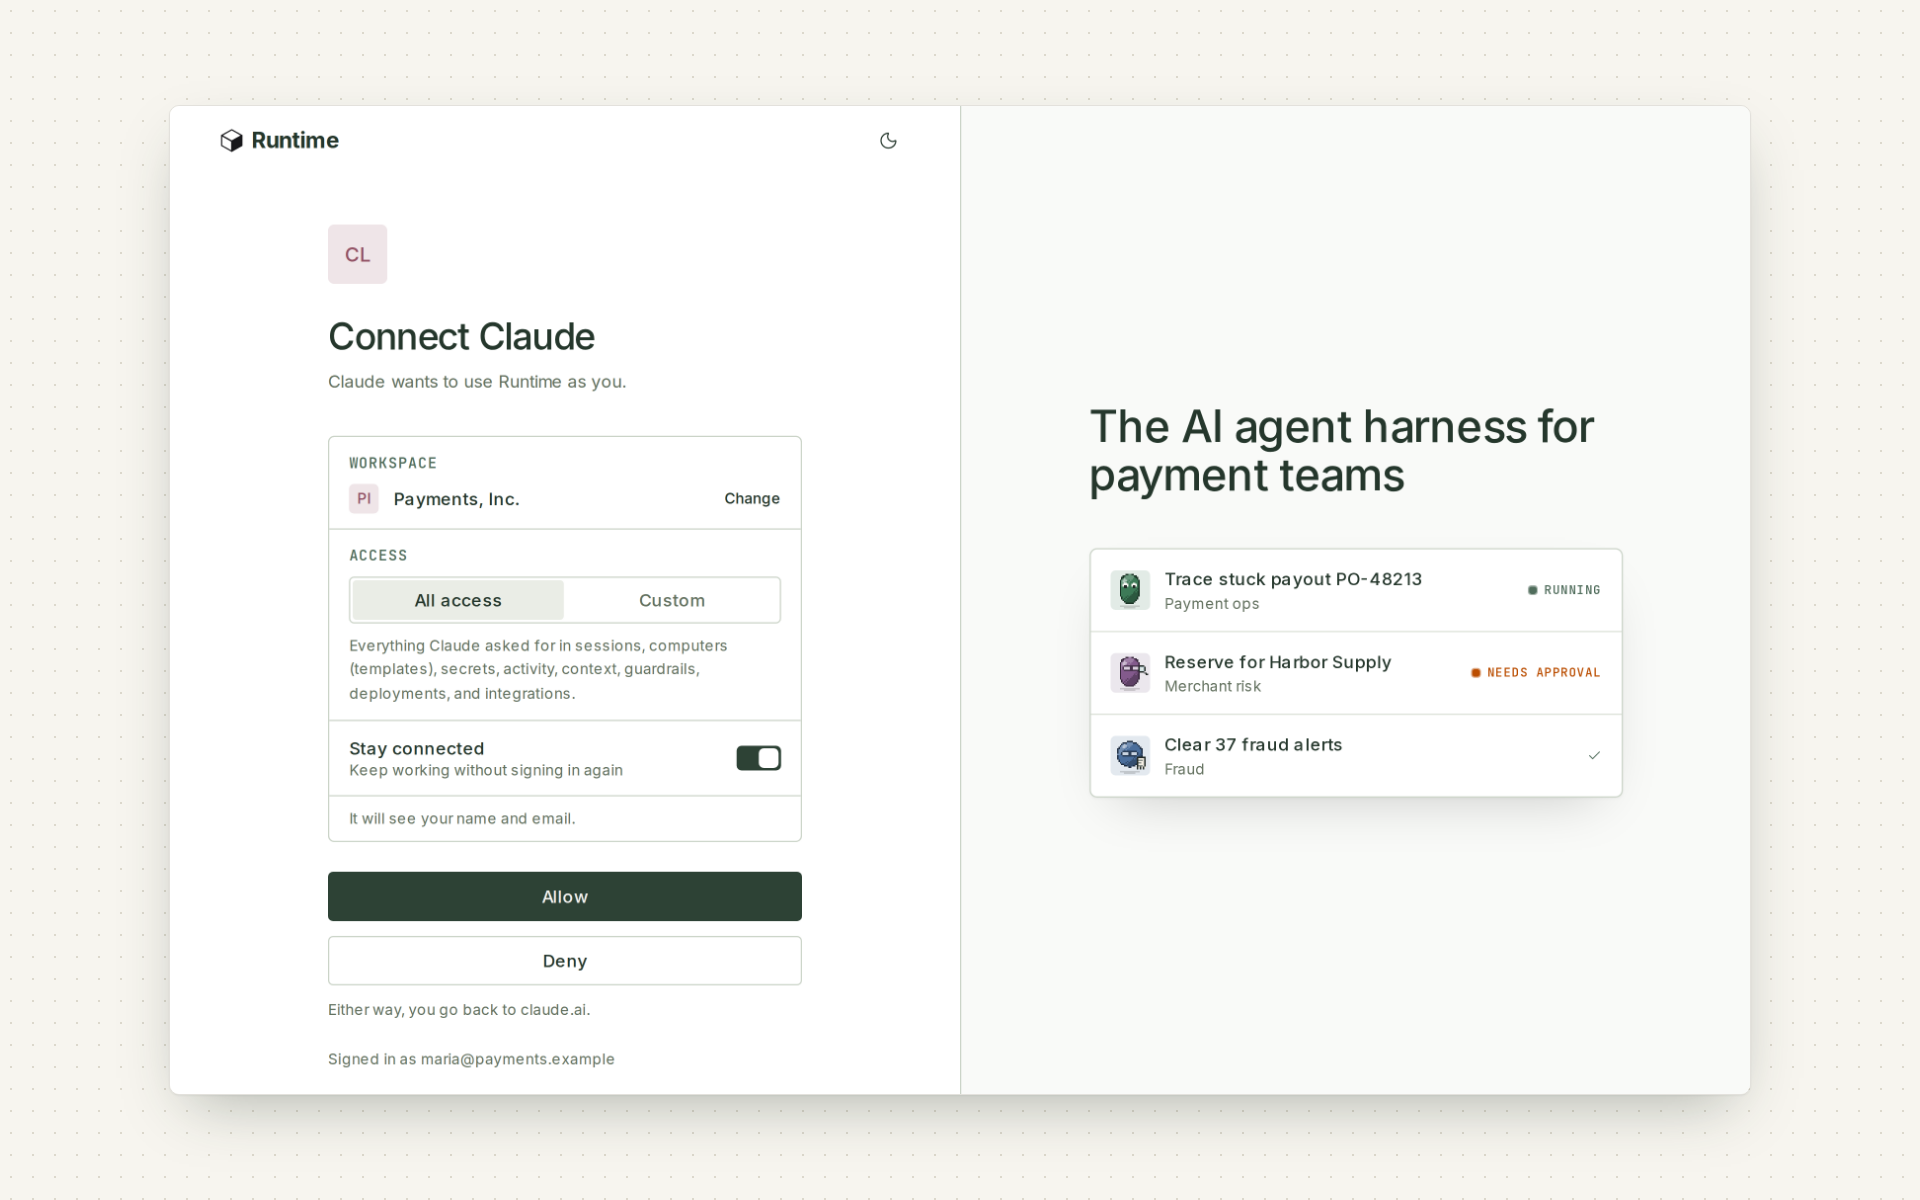 Runtime
CL
Connect Claude
Claude wants to use Runtime as you.
WORKSPACE
PI Payments, Inc. Change
ACCESS
All access Custom
Everything Claude asked for in sessions, computers
(templates), secrets, activity, context, guardrails,
deployments, and integrations.
Stay connected
Keep working without signing in again
It will see your name and email.
Allow
Deny
Either way, you go back to claude.ai.
Signed in as maria@payments.example
The AI agent harness for
payment teams
Trace stuck payout PO-48213
Payment ops
RUNNING
Reserve for Harbor Supply
Merchant risk
NEEDS APPROVAL
Clear 37 fraud alerts
Fraud